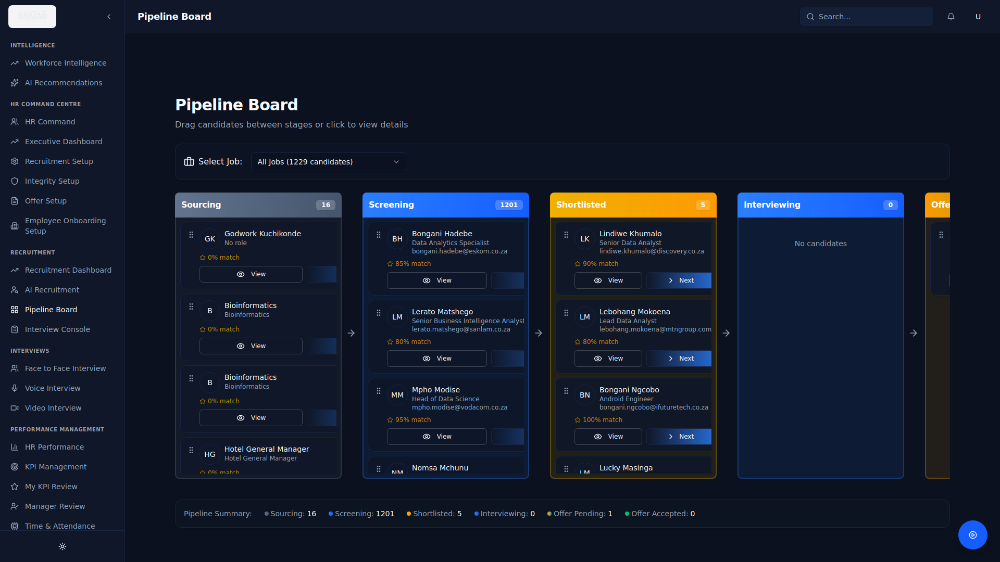 AVATAR
INTELLIGENCE
Workforce Intelligence
AI Recommendations
HR COMMAND CENTRE
HR Command
Executive Dashboard
Recruitment Setup
Integrity Setup
Offer Setup
Employee Onboarding
Setup
RECRUITMENT
Recruitment Dashboard
AI Recruitment
Pipeline Board
Interview Console
INTERVIEWS
Face to Face Interview
Voice Interview
Video Interview
PERFORMANCE MANAGEMENT
HR Performance
KPI Management
My KPI Review
Manager Review
Time & Attendance
Pipeline Board
Search...
U
Pipeline Board
Drag candidates between stages or click to view details
Select Job:
All Jobs (1229 candidates)
Sourcing 16
GK
Godwork Kuchikonde
No role
0% match
View
B
Bioinformatics
Bioinformatics
0% match
View
B
Bioinformatics
Bioinformatics
0% match
View
HG
Hotel General Manager
Hotel General Manager
0% match
Screening 1201
BH
Bongani Hadebe
Data Analytics Specialist
bongani.hadebe@eskom.co.za
85% match
View
LM
Lerato Matshego
Senior Business Intelligence Analyst
lerato.matshego@sanlam.co.za
80% match
View
MM
Mpho Modise
Head of Data Science
mpho.modise@vodacom.co.za
95% match
View
NM
Nomsa Mchunu
Shortlisted 5
LK
Lindiwe Khumalo
Senior Data Analyst
lindiwe.khumalo@discovery.co.za
90% match
View
Next
LM
Lebohang Mokoena
Lead Data Analyst
lebohang.mokoena@mtngroup.com
80% match
View
Next
BN
Bongani Ngcobo
Android Engineer
bongani.ngcobo@ifuturetech.co.za
100% match
View
Next
LM
Lucky Masinga
Interviewing 0
No candidates
Offe
Pipeline Summary: Sourcing: 16 Screening: 1201 Shortlisted: 5 Interviewing: 0 Offer Pending: 1 Offer Accepted: 0